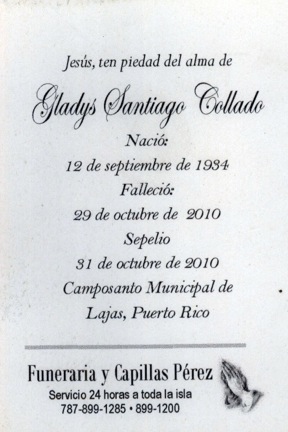 Jesús, ten piedad del alma de
Gladys Santiago Collado
Nació:
12 de septiembre de 1934
Falleció:
29 de octubre de 2010
Sepelio
31 de octubre de 2010
Camposanto Municipal de
Lajas, Puerto Rico
Funeraria y Capillas Pérez
Servicio 24 horas a toda la isla
787-899-1285 • 899-1200